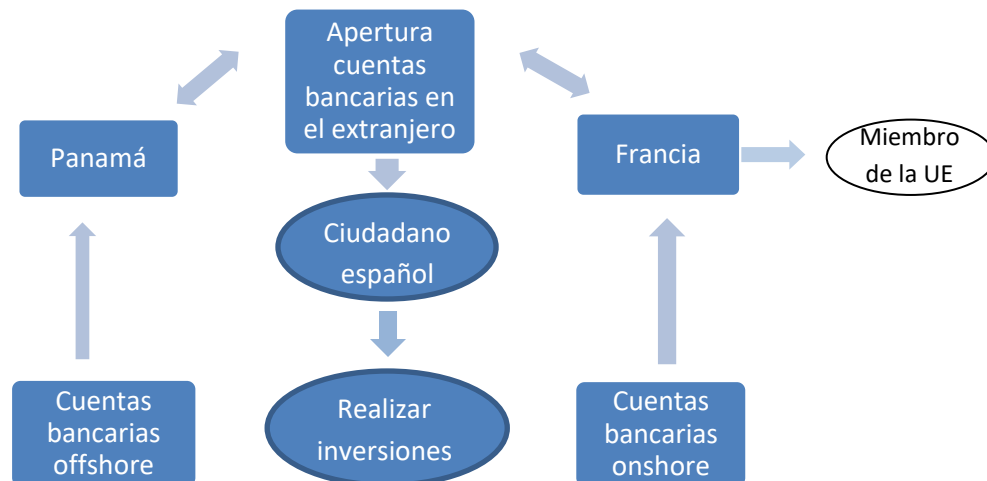 Apertura
cuentas
bancarias en
el extranjero
Panamá
Francia
Miembro
de la UE
Ciudadano
español
Cuentas
bancarias
offshore
Realizar
inversiones
Cuentas
bancarias
onshore